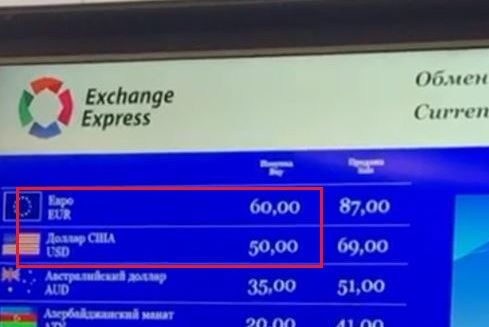 Exchange
Express
Обмен
Curren
Покупка
Buy
Продажа
Sale
Евро
EUR
60,00
87,00
Доллар США
USD
50,00
69,00
Австралийский доллар
AUD
35,00
51,00
Азербайджанский манат
20,00
41,00